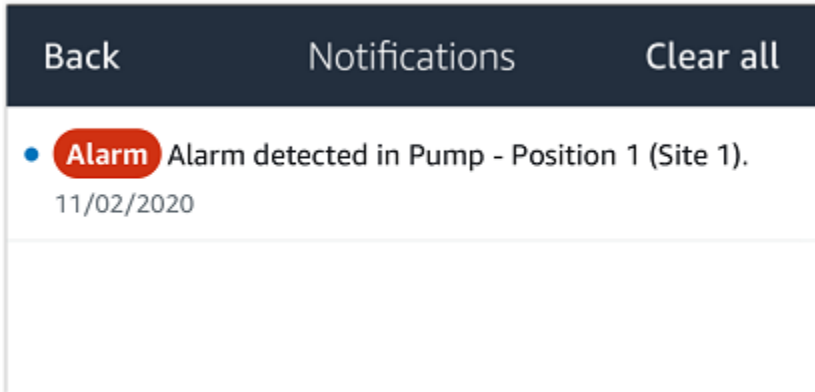 Back Notifications Clear all
Alarm Alarm detected in Pump - Position 1 (Site 1).
11/02/2020